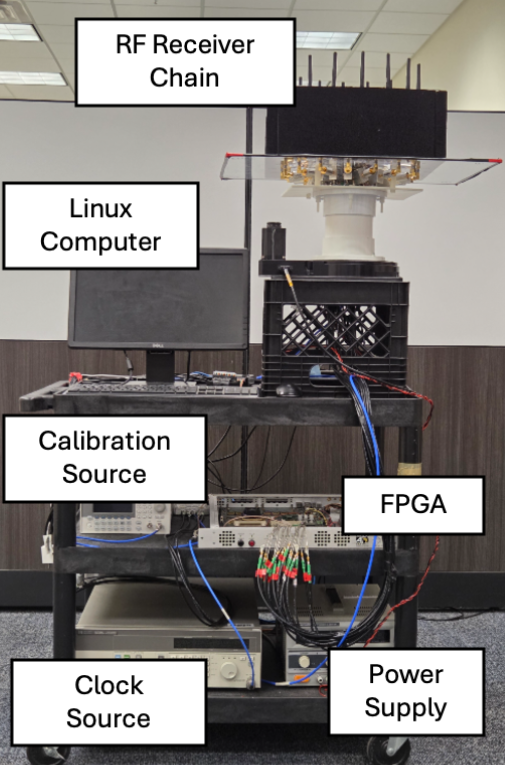 RF Receiver
Chain
Linux
Computer
Calibration
Source
FPGA
Clock
Source
Power
Supply